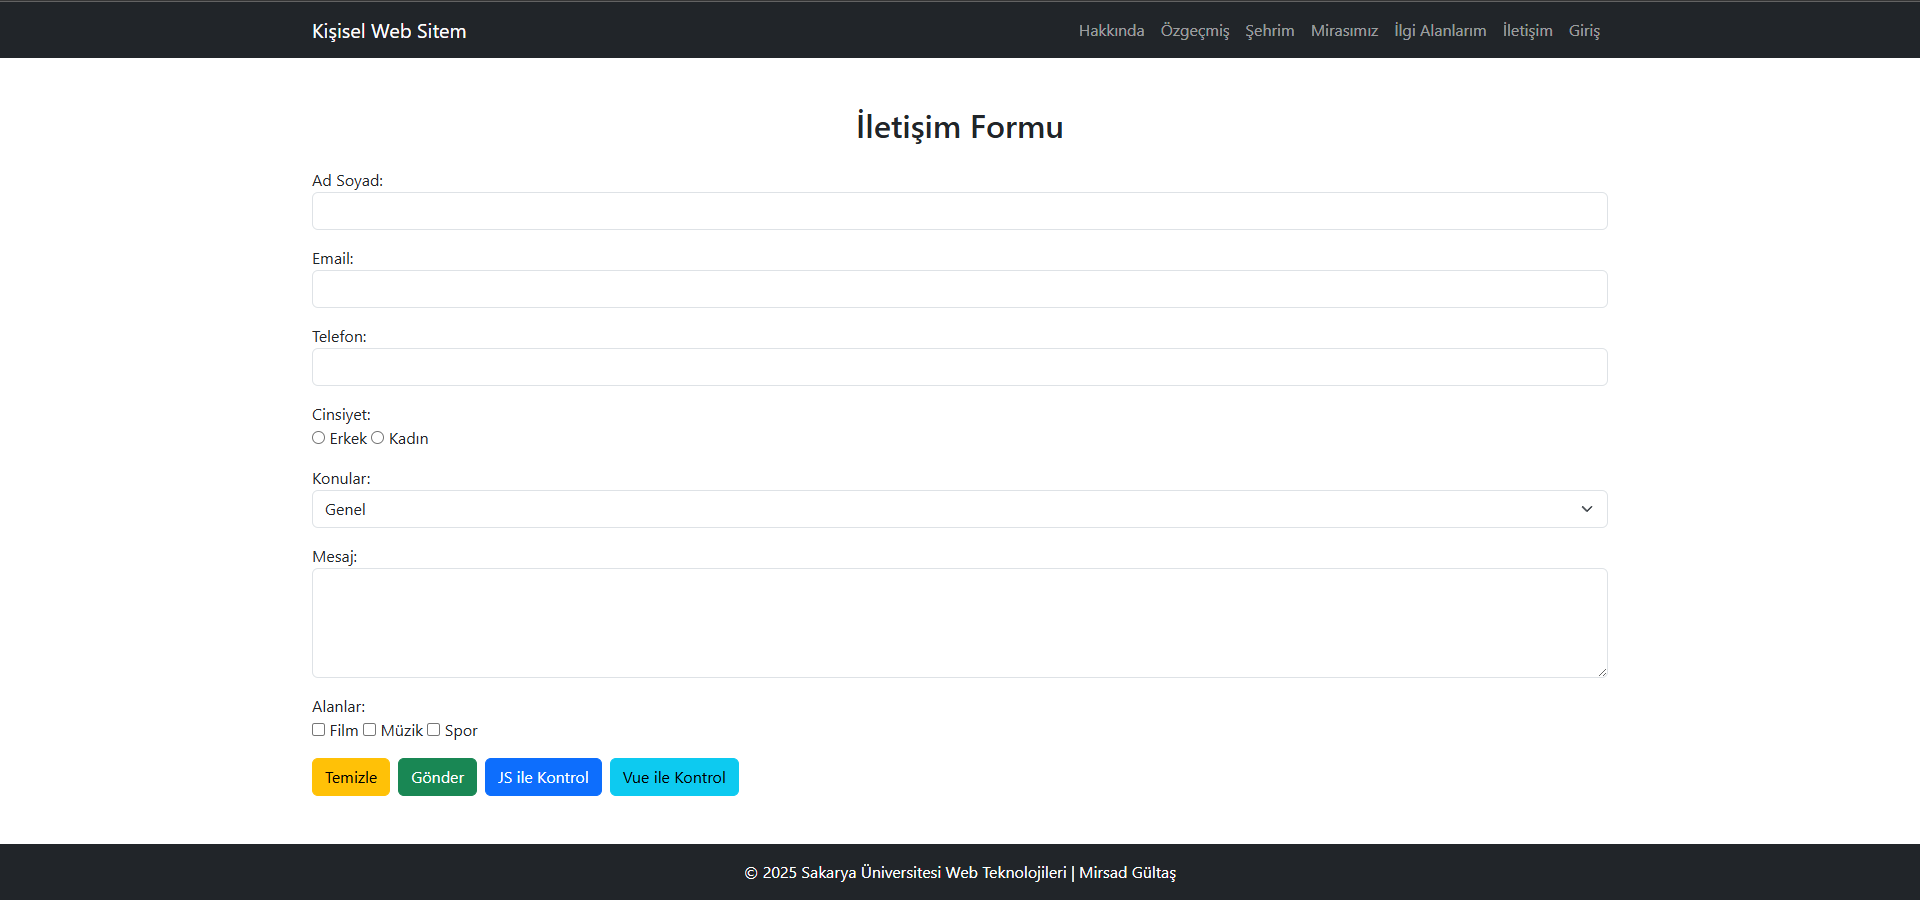 Kişisel Web Sitem
Hakkında Özgeçmiş Şehrim Mirasımız İlgi Alanlarım İletişim Giriş
İletişim Formu
Ad Soyad:
Email:
Telefon:
Cinsiyet:
Erkek Kadın
Konular:
Genel
Mesaj:
Alanlar:
Film Müzik Spor
Temizle Gönder JS ile Kontrol Vue ile Kontrol
© 2025 Sakarya Üniversitesi Web Teknolojileri | Mirsad Gültaş